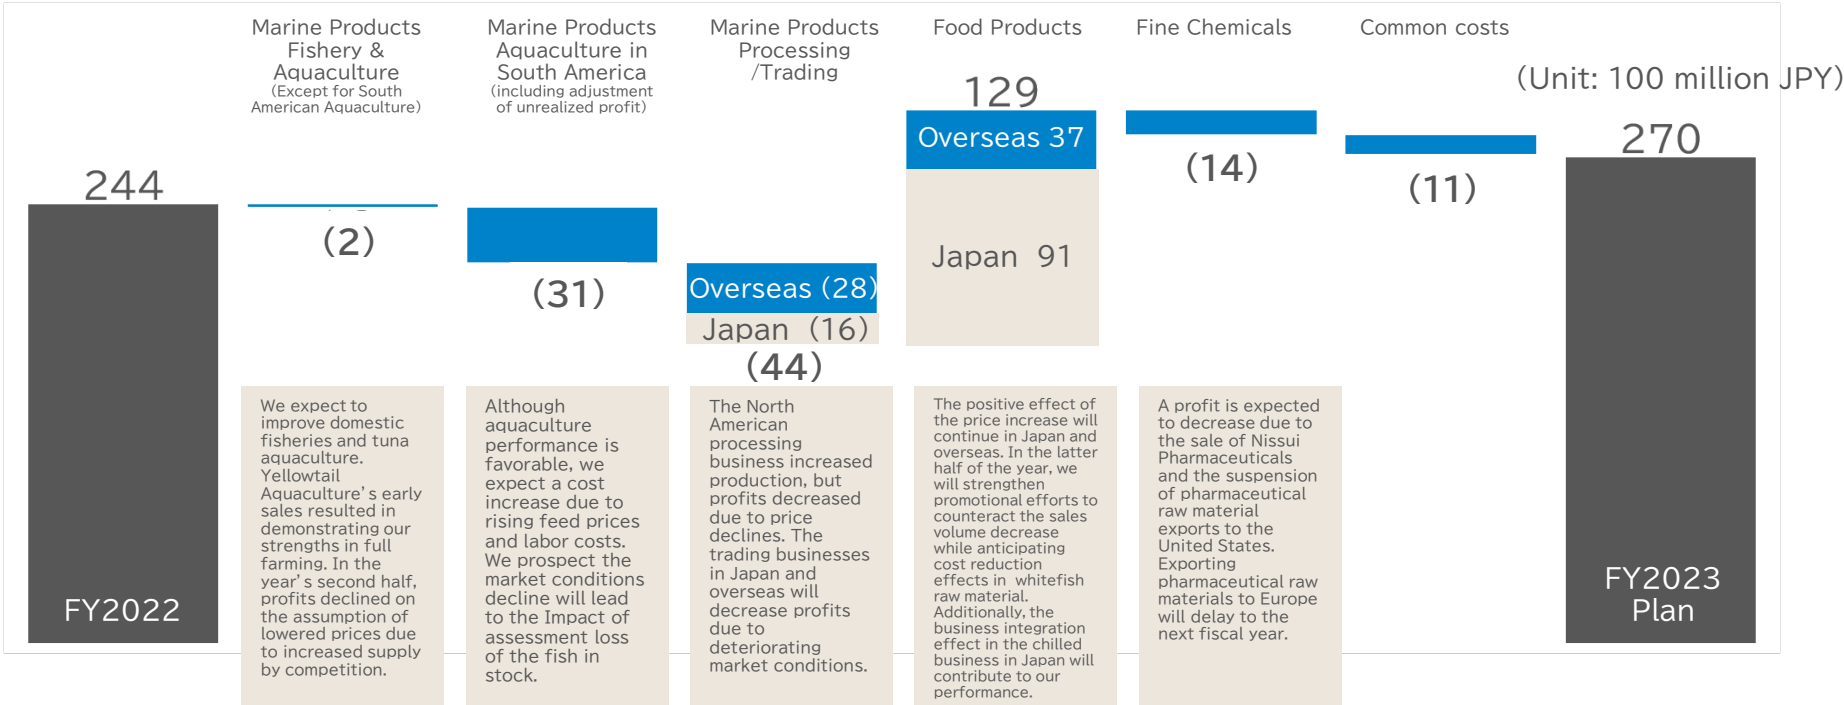 Marine Products
Fishery &
Aquaculture
(Except for South
American Aquaculture)
Marine Products
Aquaculture in
South America
(including adjustment
of unrealized profit)
Marine Products
Processing
/Trading
Food Products
Fine Chemicals
Common costs
(Unit: 100 million JPY)
244
FY2022
(2)
(31)
Overseas (28)
Japan (16)
(44)
129
Overseas 37
Japan 91
(14)
(11)
270
FY2023
Plan
We expect to
improve domestic
fisheries and tuna
aquaculture.
Yellowtail
Aquaculture’s early
sales resulted in
demonstrating our
strengths in full
farming. In the
year’s second half,
profits declined on
the assumption of
lowered prices due
to increased supply
by competition.
Although
aquaculture
performance is
favorable, we
expect a cost
increase due to
rising feed prices
and labor costs.
We prospect the
market conditions
decline will lead
to the Impact of
assessment loss
of the fish in
stock.
The North
American
processing
business increased
production, but
profits decreased
due to price
declines. The
trading businesses
in Japan and
overseas will
decrease profits
due to
deteriorating
market conditions.
The positive effect of
the price increase will
continue in Japan and
overseas. In the latter
half of the year, we
will strengthen
promotional efforts to
counteract the sales
volume decrease
while anticipating
cost reduction
effects in whitefish
raw material.
Additionally, the
business integration
effect in the chilled
business in Japan will
contribute to our
performance.
A profit is expected
to decrease due to
the sale of Nissui
Pharmaceuticals
and the suspension
of pharmaceutical
raw material
exports to the
United States.
Exporting
pharmaceutical raw
materials to Europe
will delay to the
next fiscal year.